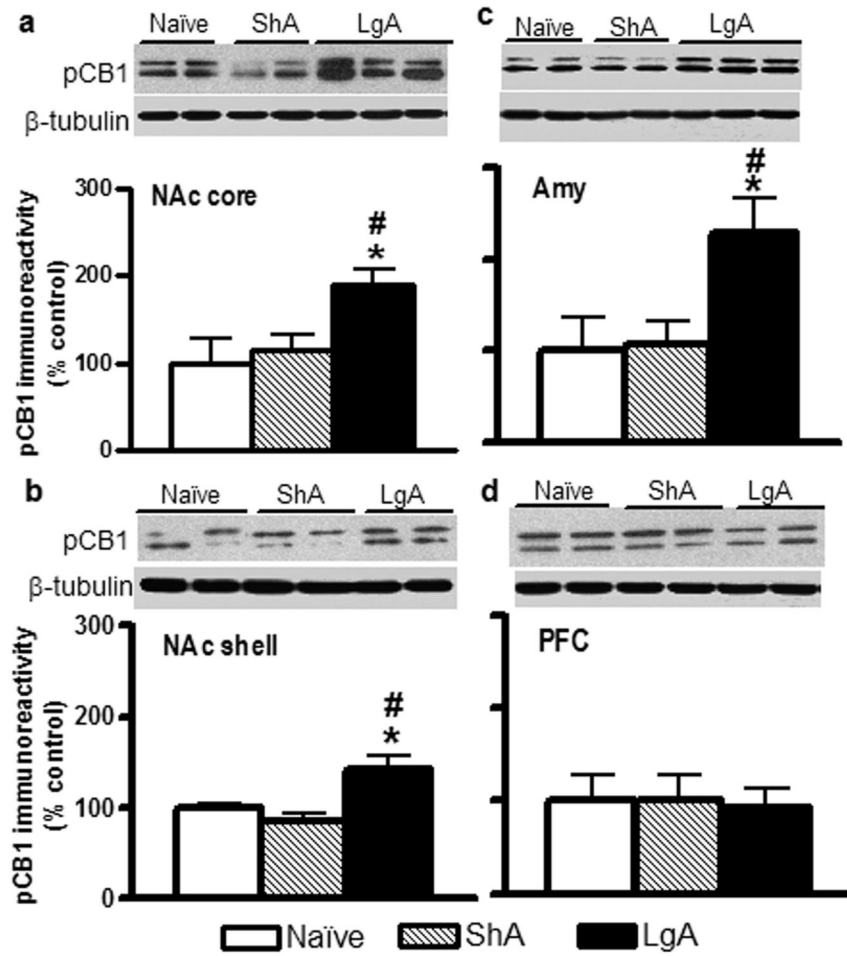 a
Naïve ShA LgA
pCB1
β-tubulin
300
200
100
0
pCB1 immunoreactivity
(% control)
NAc core
#
*
c
Naïve ShA LgA
Amy
#
*
b
Naïve ShA LgA
pCB1
β-tubulin
300
200
100
0
pCB1 immunoreactivity
(% control)
NAc shell
#
*
d
Naïve ShA LgA
PFC
Naïve ShA LgA